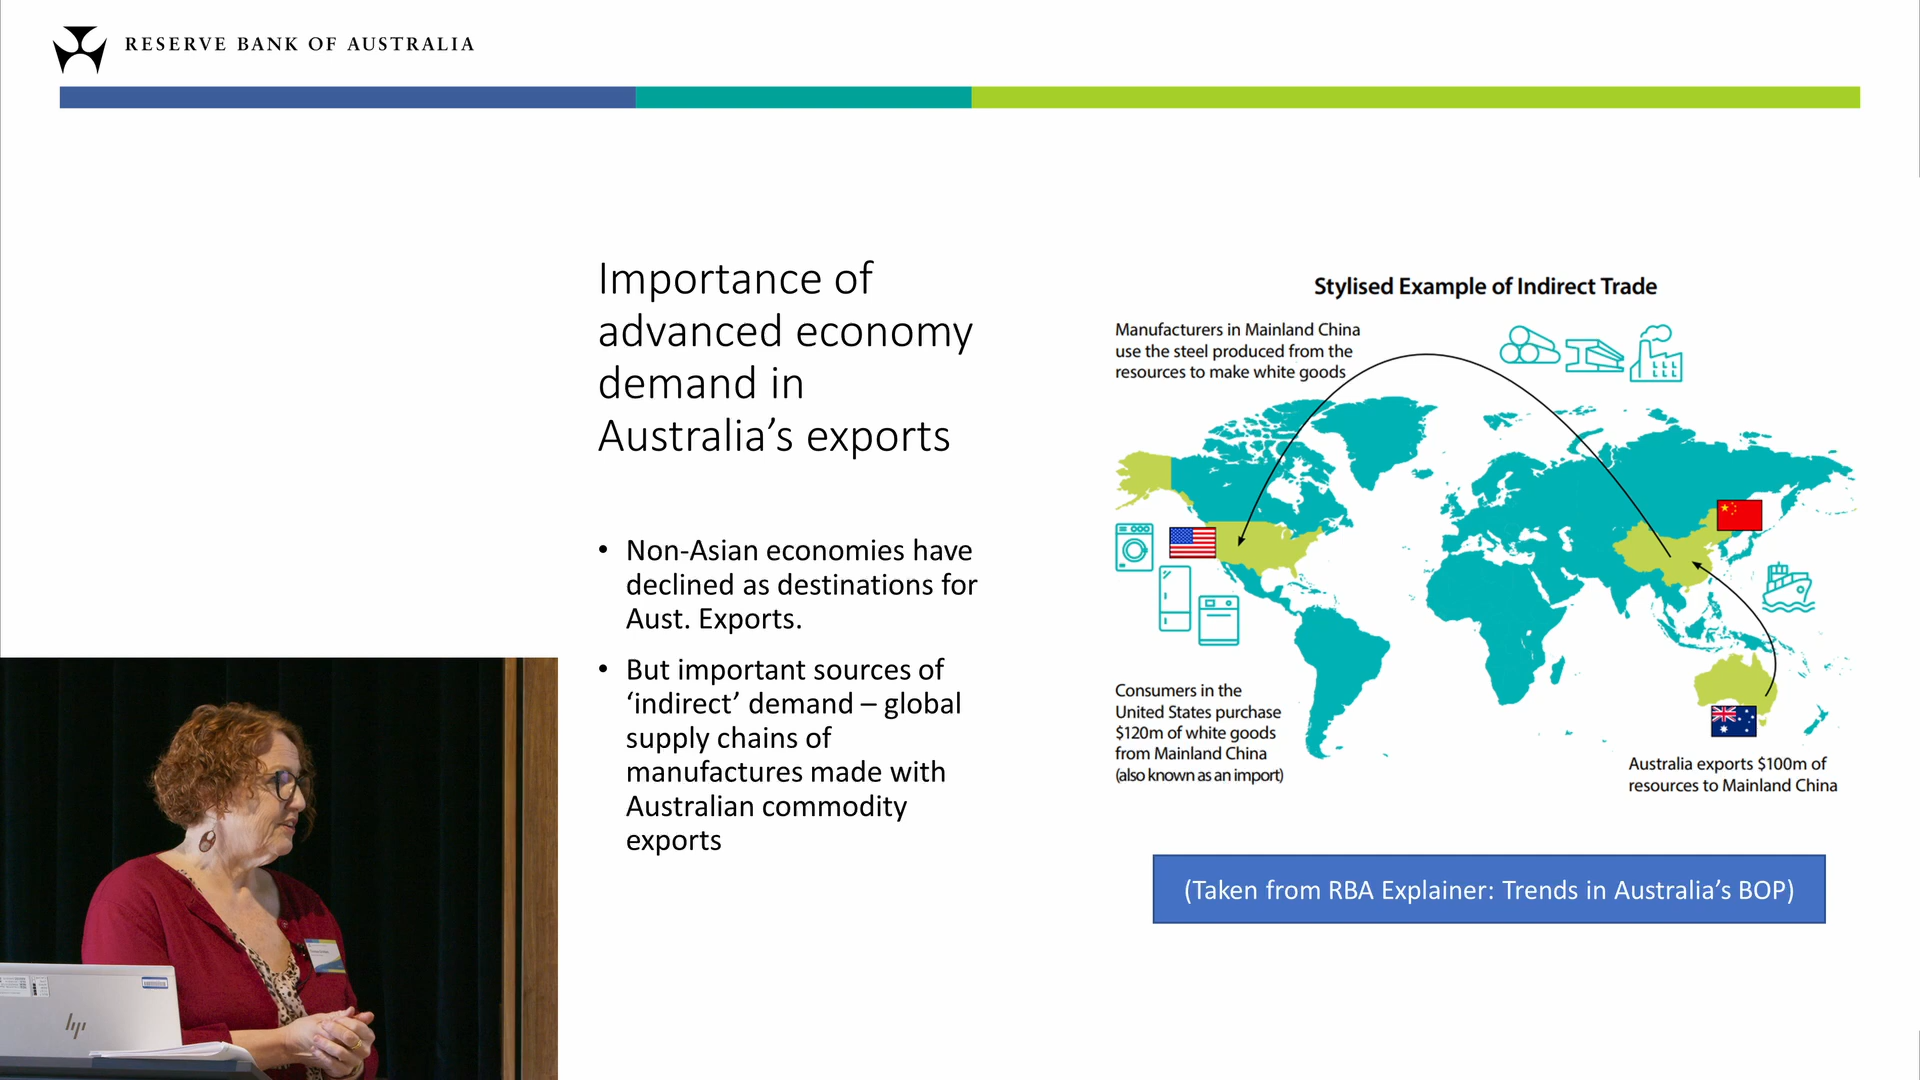 RESERVE BANK OF AUSTRALIA
Importance of
advanced economy
demand in
Australia’s exports
• Non-Asian economies have
declined as destinations for
Aust. Exports.
• But important sources of
‘indirect’ demand – global
supply chains of
manufactures made with
Australian commodity
exports
Stylised Example of Indirect Trade
Manufacturers in Mainland China
use the steel produced from the
resources to make white goods
Consumers in the
United States purchase
$120m of white goods
from Mainland China
(also known as an import)
Australia exports $100m of
resources to Mainland China
(Taken from RBA Explainer: Trends in Australia’s BOP)
hp